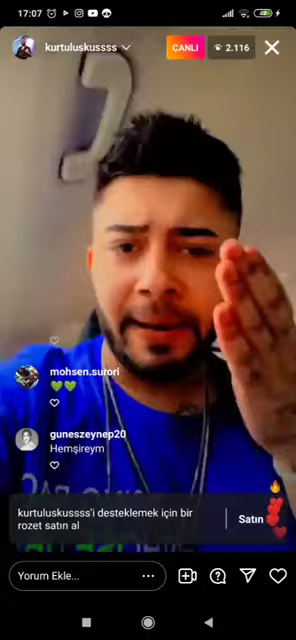 17:07
kurtuluskussss
CANLI
2.116
mohsen.surori
💚💚
guneszeynep20
Hemşireym
kurtuluskussss'i desteklemek için bir
rozet satın al
Satın
Yorum Ekle...